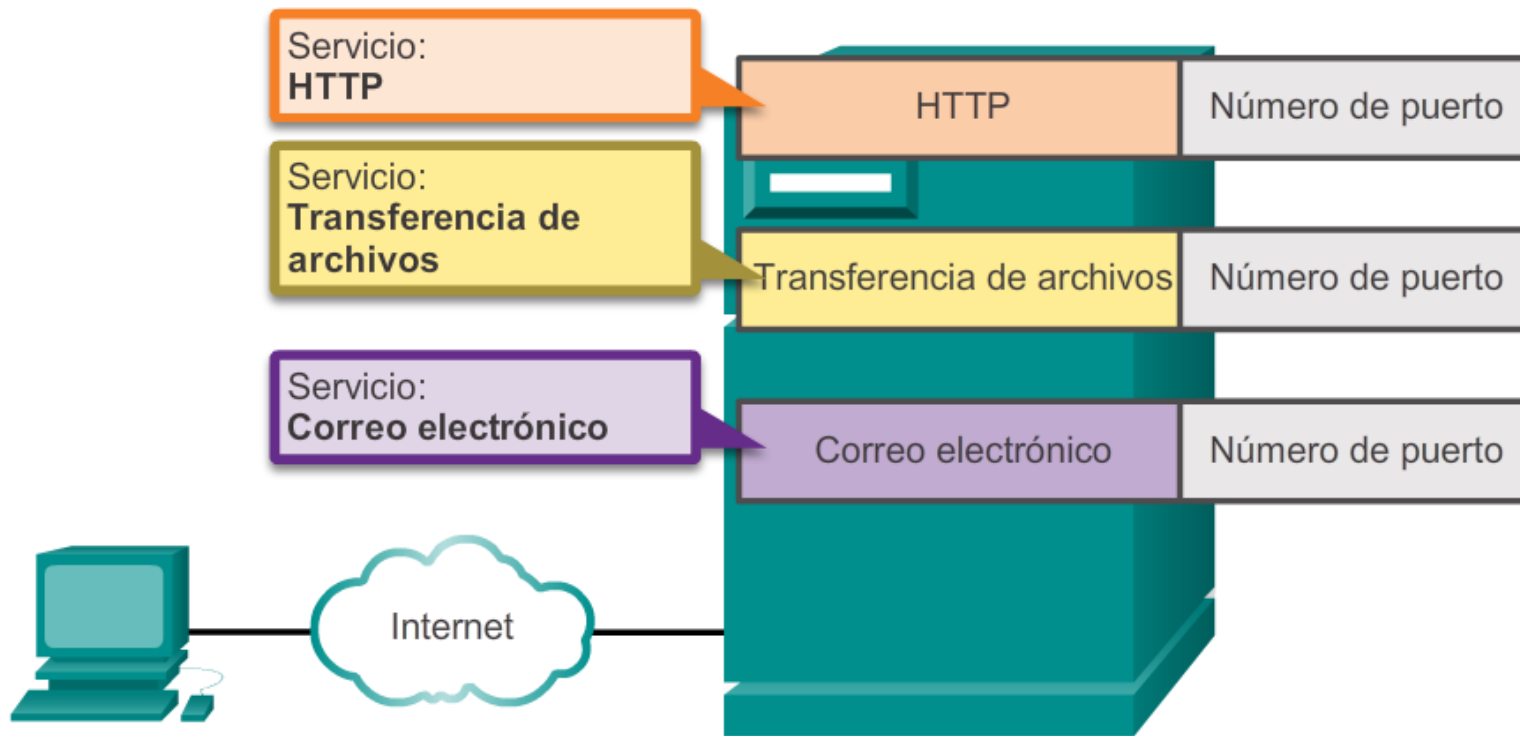 Servicio:
HTTP
HTTP
Número de puerto
Servicio:
Transferencia de
archivos
Transferencia de archivos
Número de puerto
Servicio:
Correo electrónico
Correo electrónico
Número de puerto
Internet